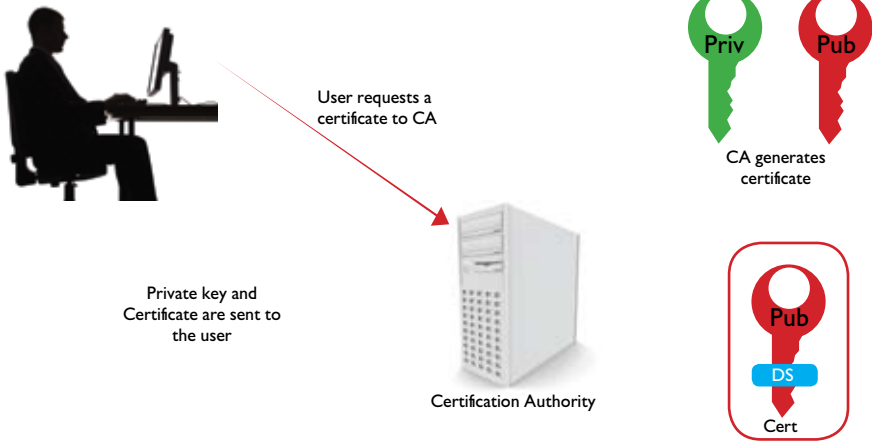 Priv
Pub
User requests a
certificate to CA
CA generates
certificate
Private key and
Certificate are sent to
the user
Pub
DS
Cert
Certification Authority